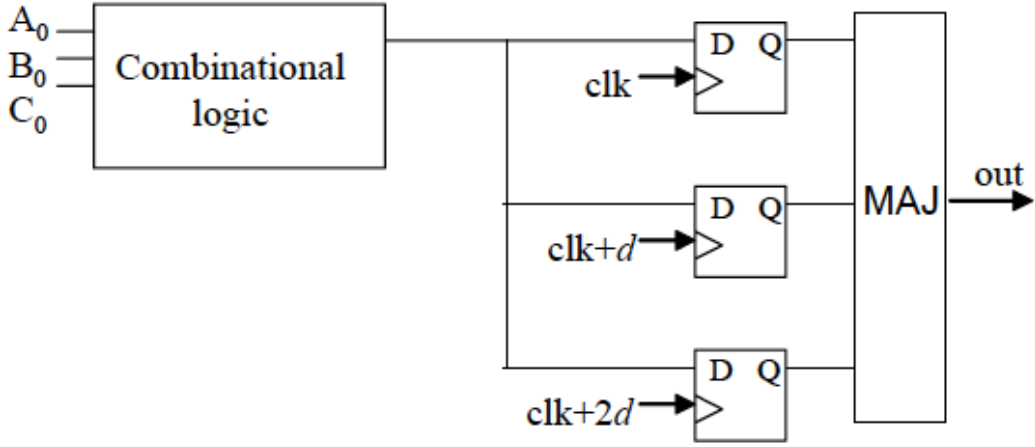 A₀
B₀
C₀
Combinational
logic
D Q
clk
D Q
clk+d
D Q
clk+2d
MAJ
out